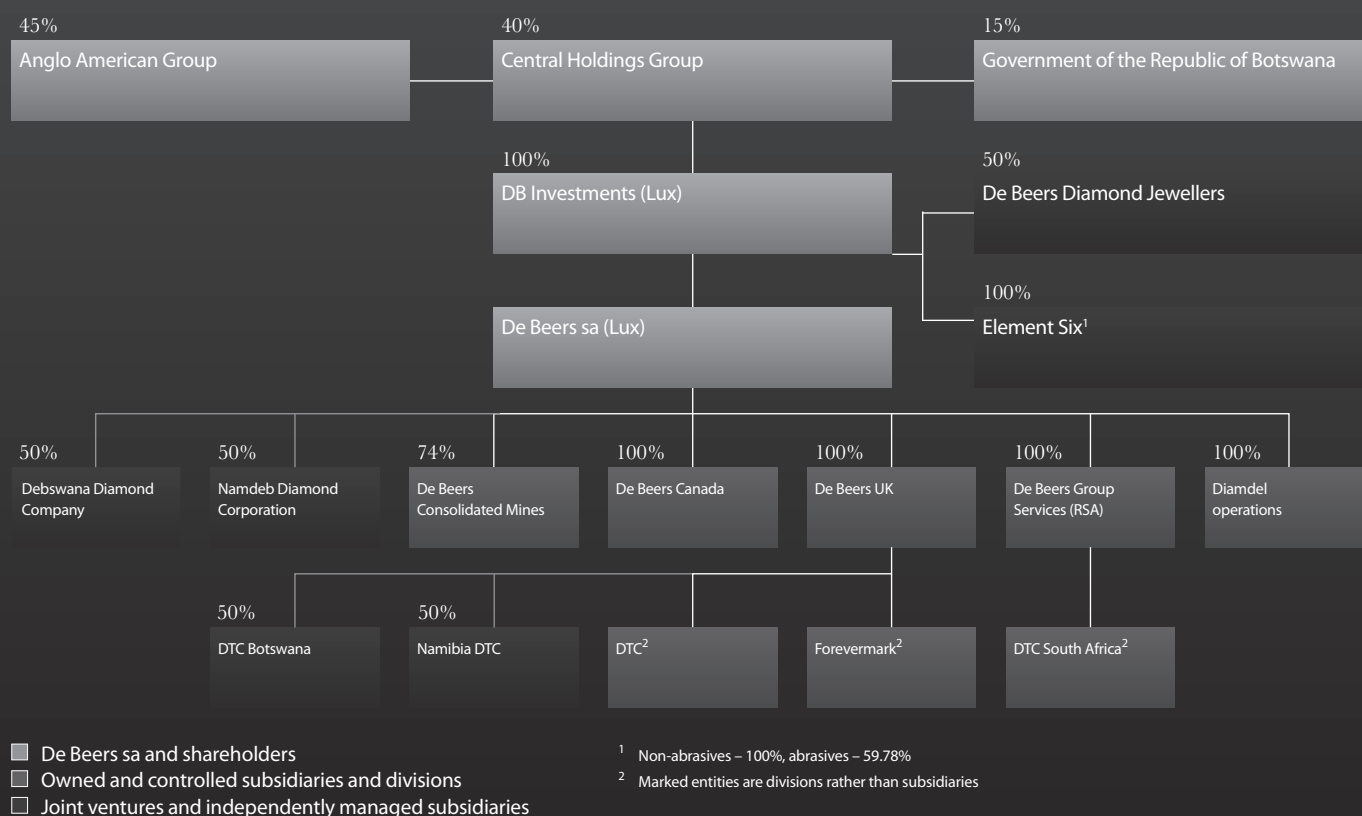 45%
40%
15%
Anglo American Group
Central Holdings Group
Government of the Republic of Botswana
100%
50%
DB Investments (Lux)
De Beers Diamond Jewellers
100%
De Beers sa (Lux)
Element Six¹
50%
50%
74%
100%
100%
100%
100%
Debswana Diamond
Company
Namdeb Diamond
Corporation
De Beers
Consolidated Mines
De Beers Canada
De Beers UK
De Beers Group
Services (RSA)
Diamdel
operations
50%
50%
DTC Botswana
Namibia DTC
DTC²
Forevermark²
DTC South Africa²
De Beers sa and shareholders
Owned and controlled subsidiaries and divisions
Joint ventures and independently managed subsidiaries
¹ Non-abrasives – 100%, abrasives – 59.78%
² Marked entities are divisions rather than subsidiaries